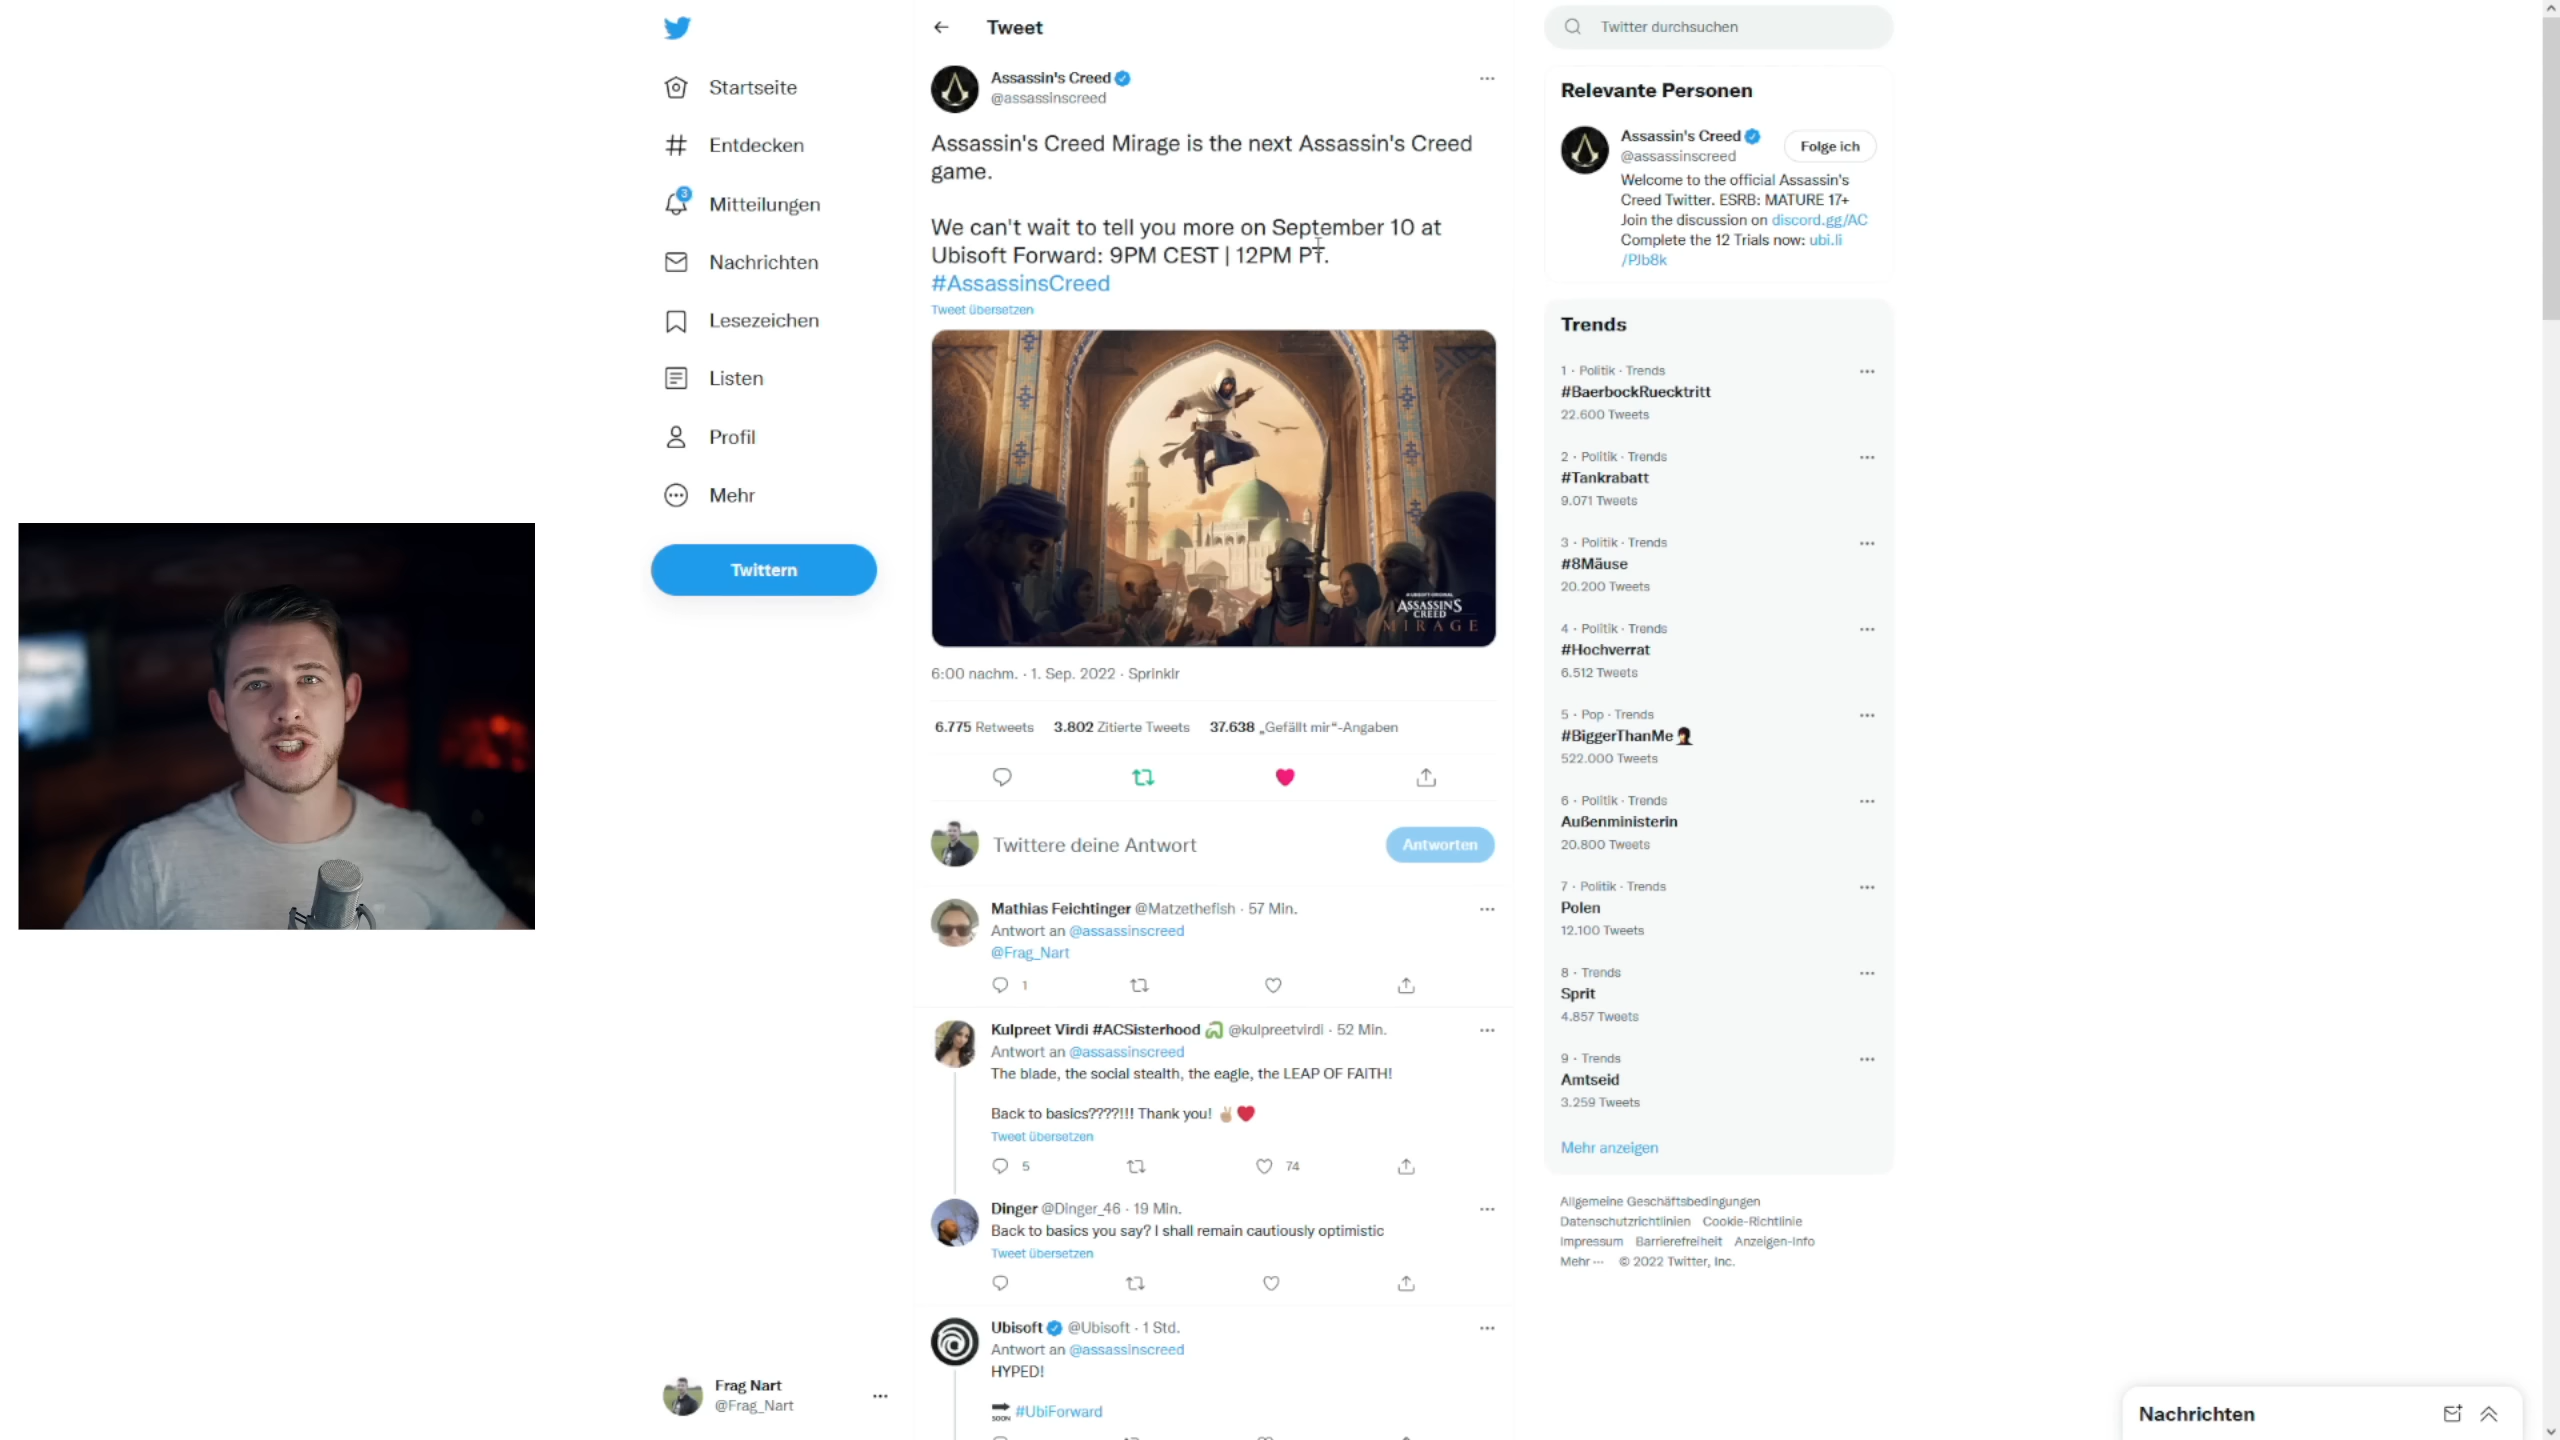 Startseite
Entdecken
3
Mitteilungen
Nachrichten
Lesezeichen
Listen
Profil
Mehr
Twittern
Frag Nart
@Frag_Nart
Tweet
Assassin's Creed
@assassinscreed
Assassin's Creed Mirage is the next Assassin's Creed
game.
We can't wait to tell you more on September 10 at
Ubisoft Forward: 9PM CEST | 12PM PT.
#AssassinsCreed
Tweet übersetzen
A UBISOFT ORIGINAL
ASSASSIN'S
CREED
MIRAGE
6:00 nachm. · 1. Sep. 2022 · Sprinklr
6.775 Retweets 3.802 Zitierte Tweets 37.638 „Gefällt mir“-Angaben
Twittere deine Antwort
Antworten
Mathias Feichtinger @Matzethefish · 57 Min.
Antwort an @assassinscreed
@Frag_Nart
1
Kulpreet Virdi #ACSisterhood @kulpreetvirdi · 52 Min.
Antwort an @assassinscreed
The blade, the social stealth, the eagle, the LEAP OF FAITH!
Back to basics????!!! Thank you! ✌🏼❤️
Tweet übersetzen
5 74
Dinger @Dinger_46 · 19 Min.
Back to basics you say? I shall remain cautiously optimistic
Tweet übersetzen
Ubisoft @Ubisoft · 1 Std.
Antwort an @assassinscreed
HYPED!
🔜 #UbiForward
Twitter durchsuchen
Relevante Personen
Assassin's Creed
@assassinscreed
Folge ich
Welcome to the official Assassin's
Creed Twitter. ESRB: MATURE 17+
Join the discussion on discord.gg/AC
Complete the 12 Trials now: ubi.li
/PJb8k
Trends
1 · Politik · Trends
#BaerbockRuecktritt
22.600 Tweets
2 · Politik · Trends
#Tankrabatt
9.071 Tweets
3 · Politik · Trends
#8Mäuse
20.200 Tweets
4 · Politik · Trends
#Hochverrat
6.512 Tweets
5 · Pop · Trends
#BiggerThanMe
522.000 Tweets
6 · Politik · Trends
Außenministerin
20.800 Tweets
7 · Politik · Trends
Polen
12.100 Tweets
8 · Trends
Sprit
4.857 Tweets
9 · Trends
Amtseid
3.259 Tweets
Mehr anzeigen
Allgemeine Geschäftsbedingungen
Datenschutzrichtlinien Cookie-Richtlinie
Impressum Barrierefreiheit Anzeigen-Info
Mehr ··· © 2022 Twitter, Inc.
Nachrichten